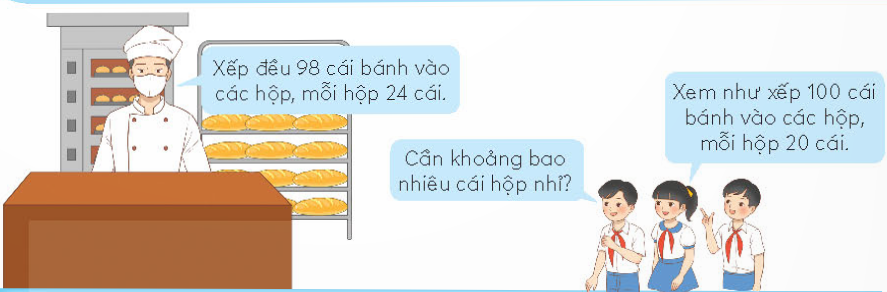 Xếp đều 98 cái bánh vào
các hộp, mỗi hộp 24 cái.
Cần khoảng bao
nhiêu cái hộp nhỉ?
Xem như xếp 100 cái
bánh vào các hộp,
mỗi hộp 20 cái.